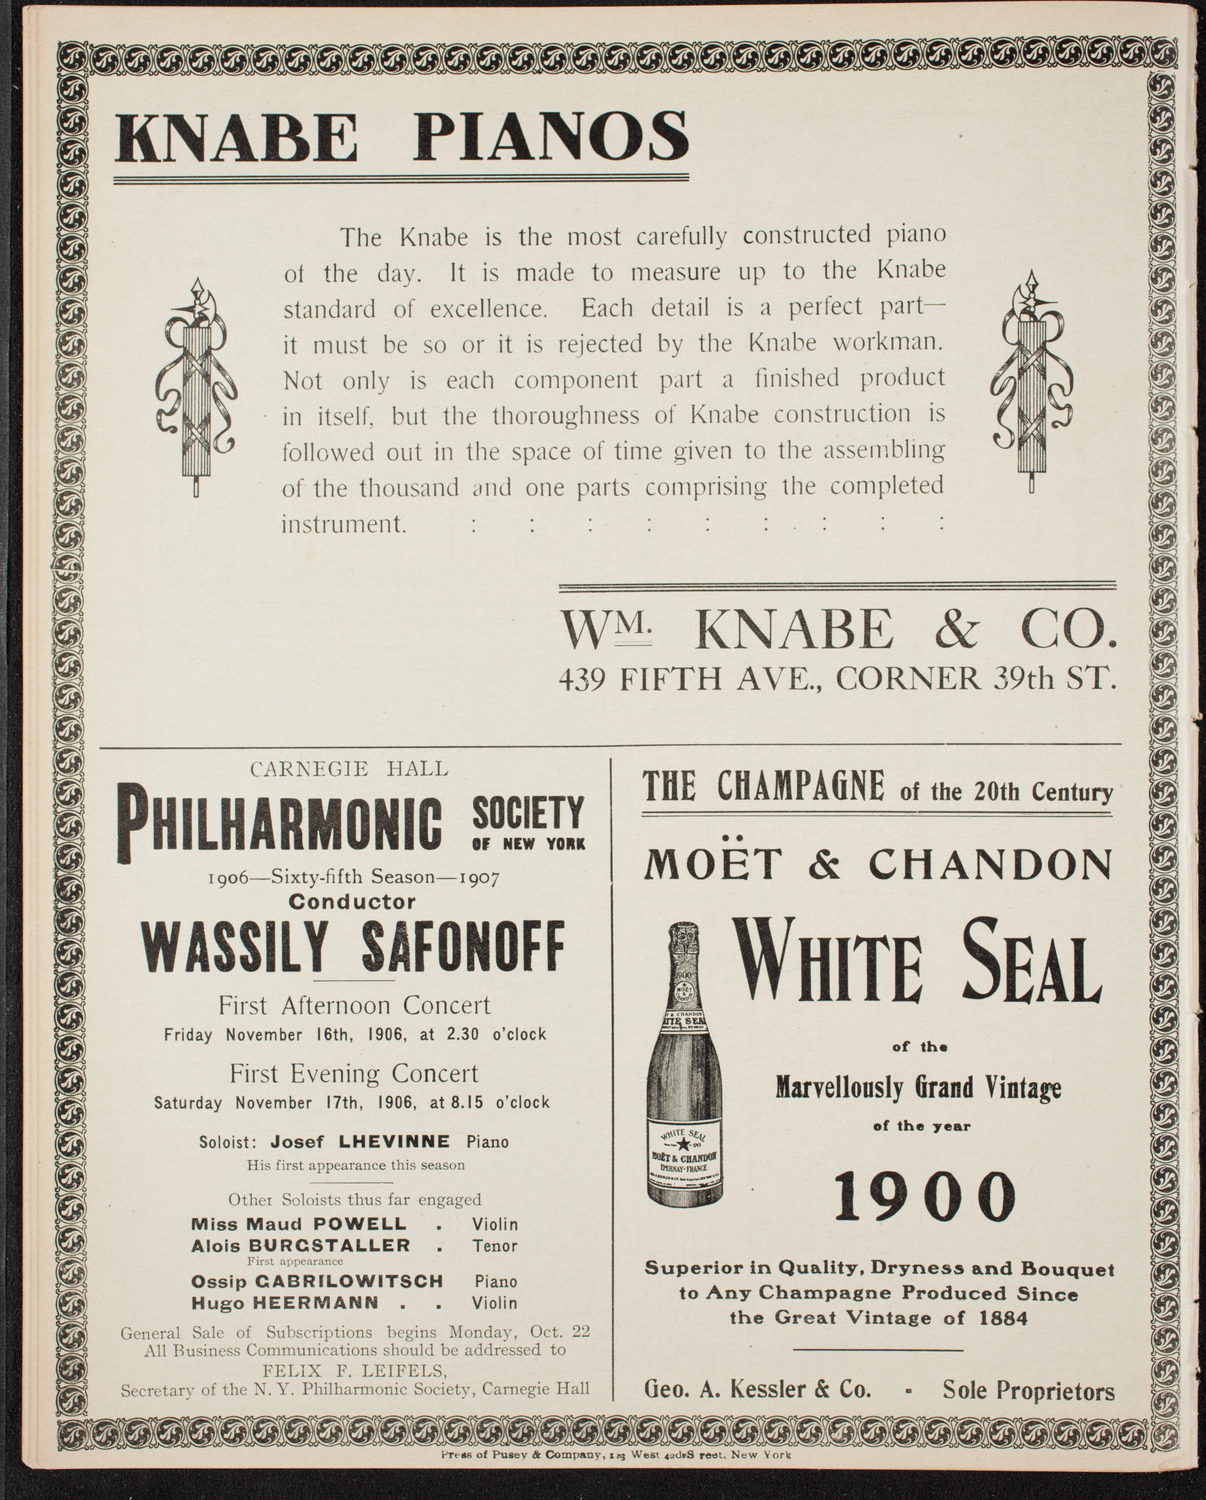 KNABE PIANOS
The Knabe is the most carefully constructed piano
of the day. It is made to measure up to the Knabe
standard of excellence. Each detail is a perfect part—
it must be so or it is rejected by the Knabe workman.
Not only is each component part a finished product
in itself, but the thoroughness of Knabe construction is
followed out in the space of time given to the assembling
of the thousand and one parts comprising the completed
instrument. : : : : : : : : :
WM. KNABE & CO.
439 FIFTH AVE., CORNER 39th ST.
CARNEGIE HALL
PHILHARMONIC SOCIETY
OF NEW YORK
1906—Sixty-fifth Season—1907
Conductor
WASSILY SAFONOFF
First Afternoon Concert
Friday November 16th, 1906, at 2.30 o'clock
First Evening Concert
Saturday November 17th, 1906, at 8.15 o'clock
Soloist: Josef LHEVINNE Piano
His first appearance this season
Other Soloists thus far engaged
Miss Maud POWELL . Violin
Alois BURGSTALLER . Tenor
First appearance
Ossip GABRILOWITSCH Piano
Hugo HEERMANN . . Violin
General Sale of Subscriptions begins Monday, Oct. 22
All Business Communications should be addressed to
FELIX F. LEIFELS,
Secretary of the N. Y. Philharmonic Society, Carnegie Hall
THE CHAMPAGNE of the 20th Century
MOËT & CHANDON
WHITE SEAL
of the
Marvellously Grand Vintage
of the year
1900
1900
MOËT
WHITE SEAL
MOËT & CHANDON
EPERNAY-FRANCE
Superior in Quality, Dryness and Bouquet
to Any Champagne Produced Since
the Great Vintage of 1884
Geo. A. Kessler & Co. - Sole Proprietors
Press of Pusey & Company, 123 West 42d S reet, New York